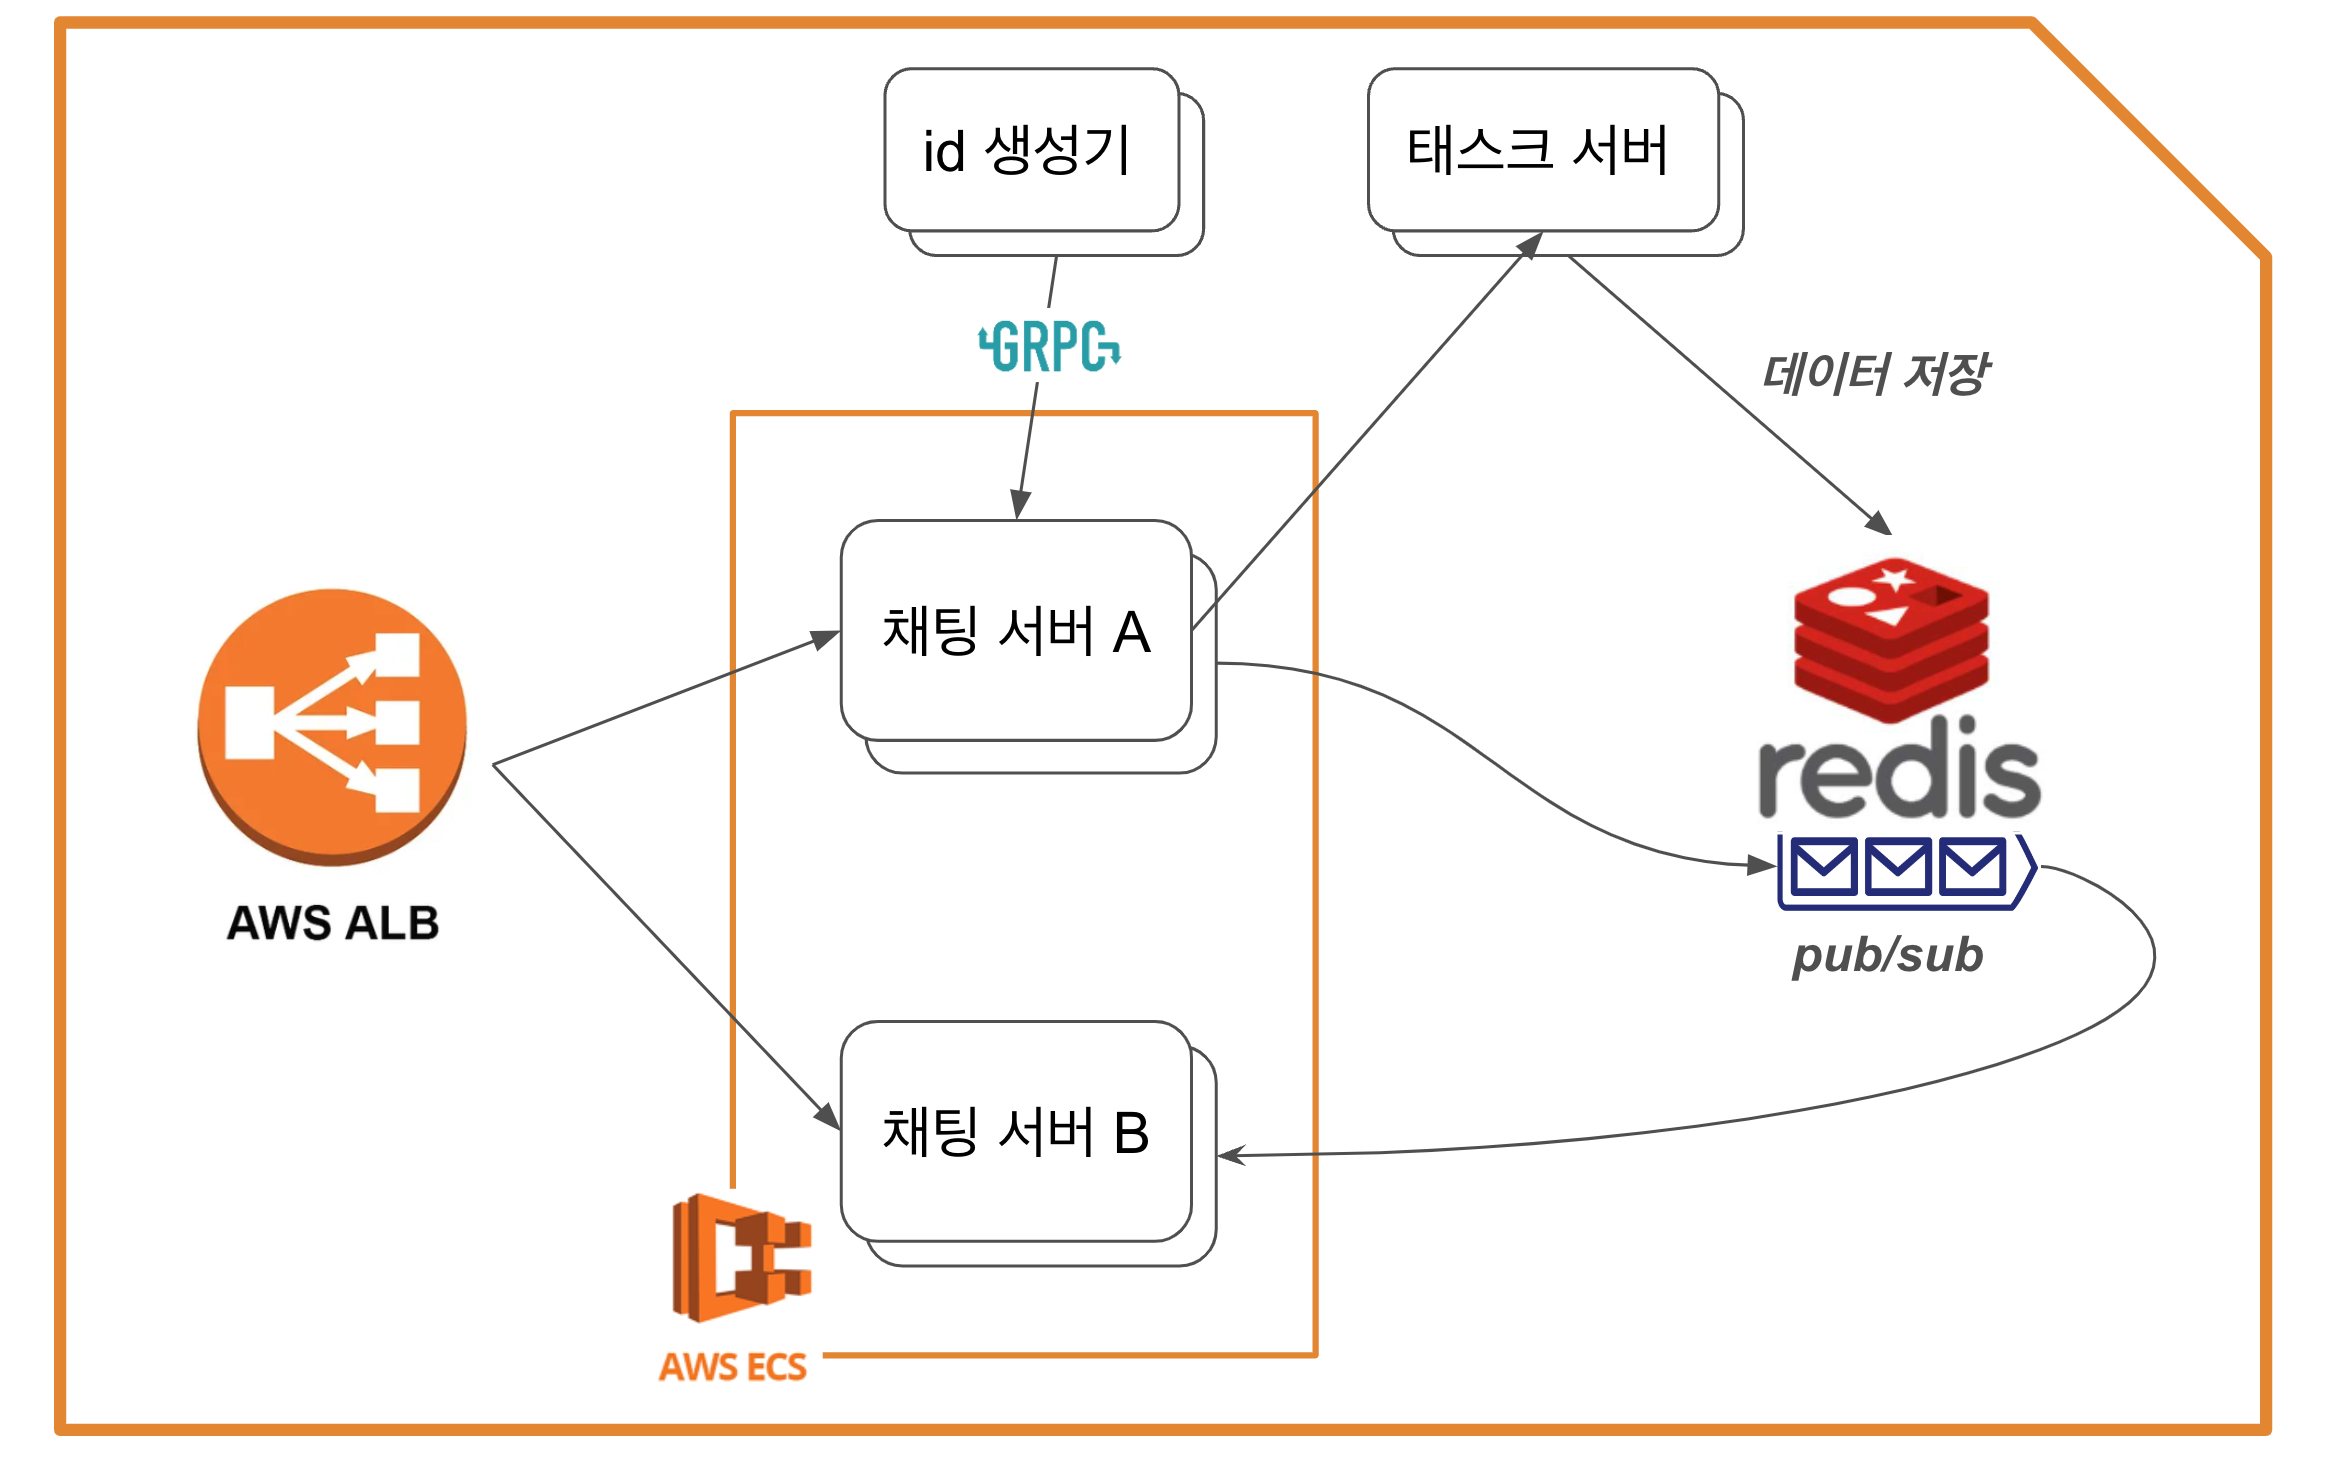 id 생성기
태스크 서버
GRPC
데이터 저장
채팅 서버 A
redis
AWS ALB
pub/sub
채팅 서버 B
AWS ECS